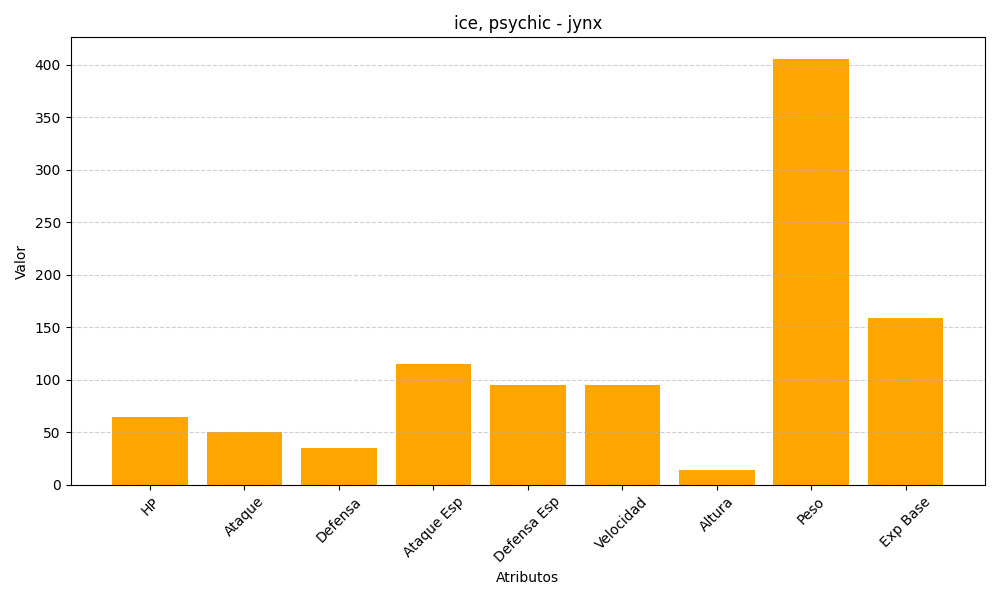 ice, psychic - jynx
Valor
400
350
300
250
200
150
100
50
0
HP
Ataque
Defensa
Ataque Esp
Defensa Esp
Velocidad
Altura
Peso
Exp Base
Atributos